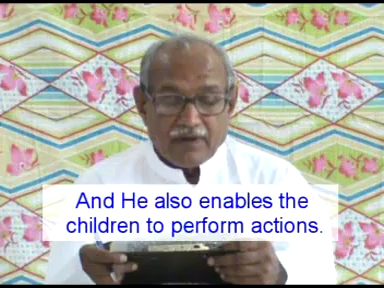 And He also enables the
children to perform actions.